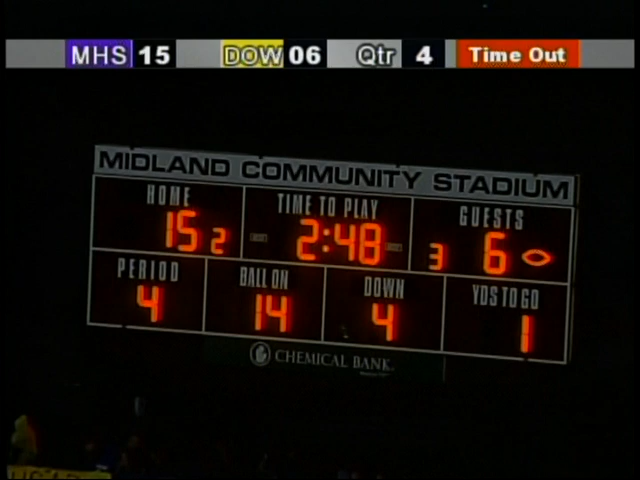 MHS 15 DOW 06 Qtr 4 Time Out
MIDLAND COMMUNITY STADIUM
HOME TIME TO PLAY GUESTS
15 2 2:48 3 6
PERIOD BALL ON DOWN YDS TO GO
4 14 4 1
CHEMICAL BANK